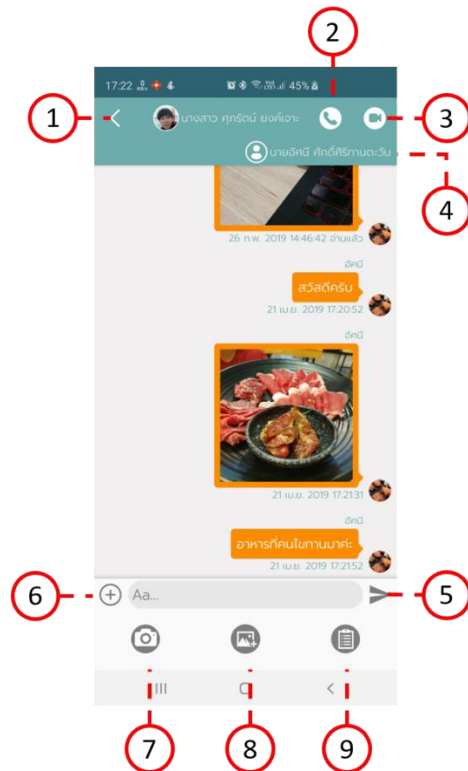 2
17:22 45%
1
นางสาว ศุภรัตน์ ยงค์เจาะ
3
นายอัศนี ศักดิ์ศิริทานตะวัน
4
26 ก.พ. 2019 14:46:42 อ่านแล้ว
อัศนี
สวัสดีครับ
21 เม.ย. 2019 17:20:52
อัศนี
21 เม.ย. 2019 17:21:31
อัศนี
อาหารที่คนไขทานมาค่ะ
21 เม.ย. 2019 17:21:52
6
Aa...
5
7
8
9